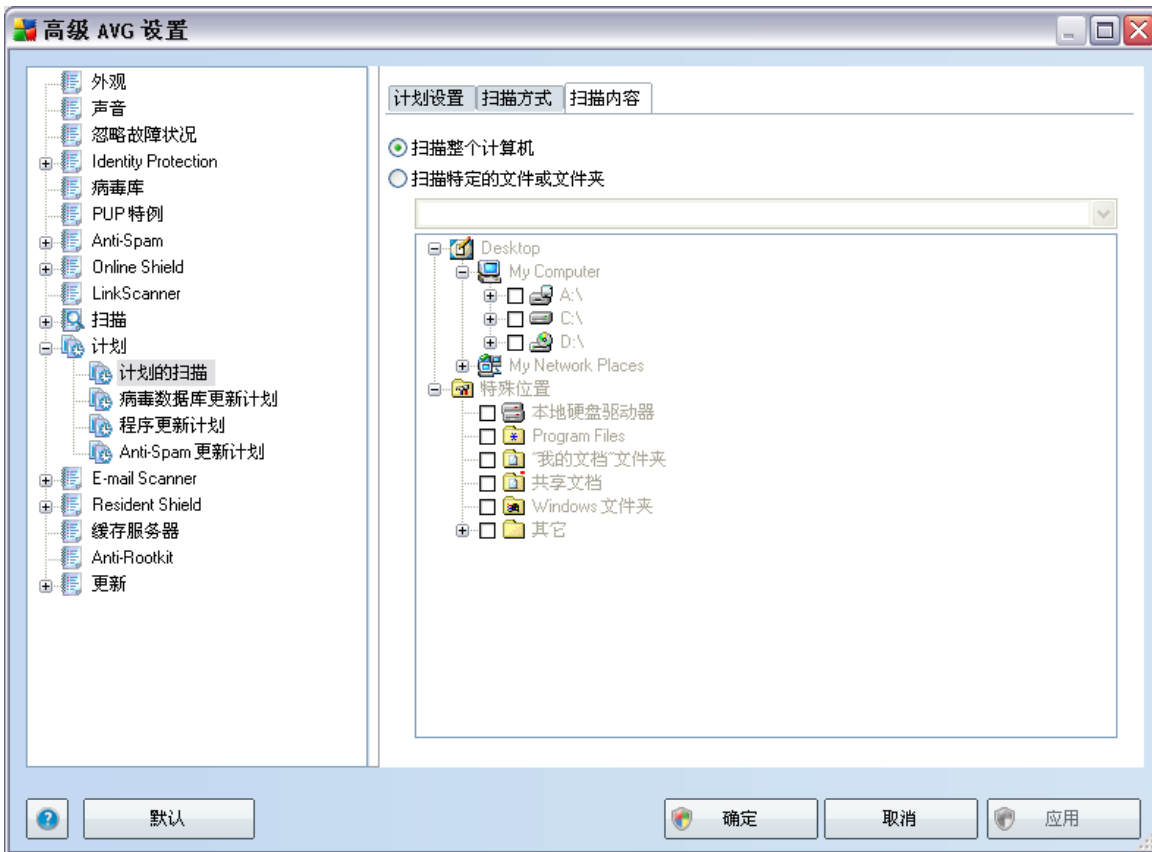 高级 AVG 设置
外观
声音
忽略故障状况
Identity Protection
病毒库
PUP 特例
Anti-Spam
Online Shield
LinkScanner
扫描
计划
计划的扫描
病毒数据库更新计划
程序更新计划
Anti-Spam 更新计划
E-mail Scanner
Resident Shield
缓存服务器
Anti-Rootkit
更新
计划设置 扫描方式 扫描内容
扫描整个计算机
扫描特定的文件或文件夹
Desktop
My Computer
A:\
C:\
D:\
My Network Places
特殊位置
本地硬盘驱动器
Program Files
"我的文档"文件夹
共享文档
Windows 文件夹
其它
默认 确定 取消 应用